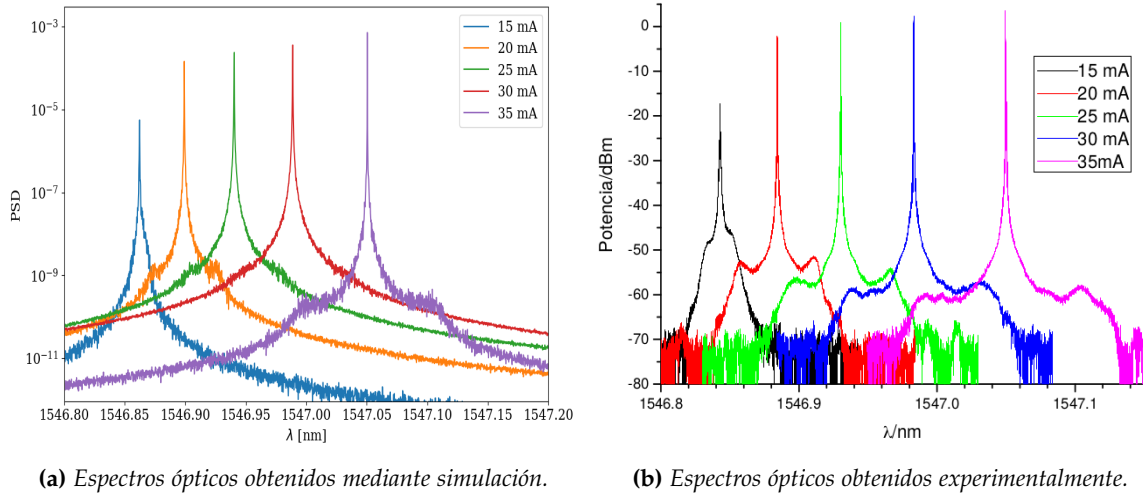 10⁻³
10⁻⁵
10⁻⁷
10⁻⁹
10⁻¹¹
PSD
15 mA
20 mA
25 mA
30 mA
35 mA
1546.80 1546.85 1546.90 1546.95 1547.00 1547.05 1547.10 1547.15 1547.20
λ [nm]
(a) Espectros ópticos obtenidos mediante simulación.
0
-10
-20
-30
-40
-50
-60
-70
-80
Potencia/dBm
15 mA
20 mA
25 mA
30 mA
35mA
1546.8 1546.9 1547.0 1547.1
λ/nm
(b) Espectros ópticos obtenidos experimentalmente.